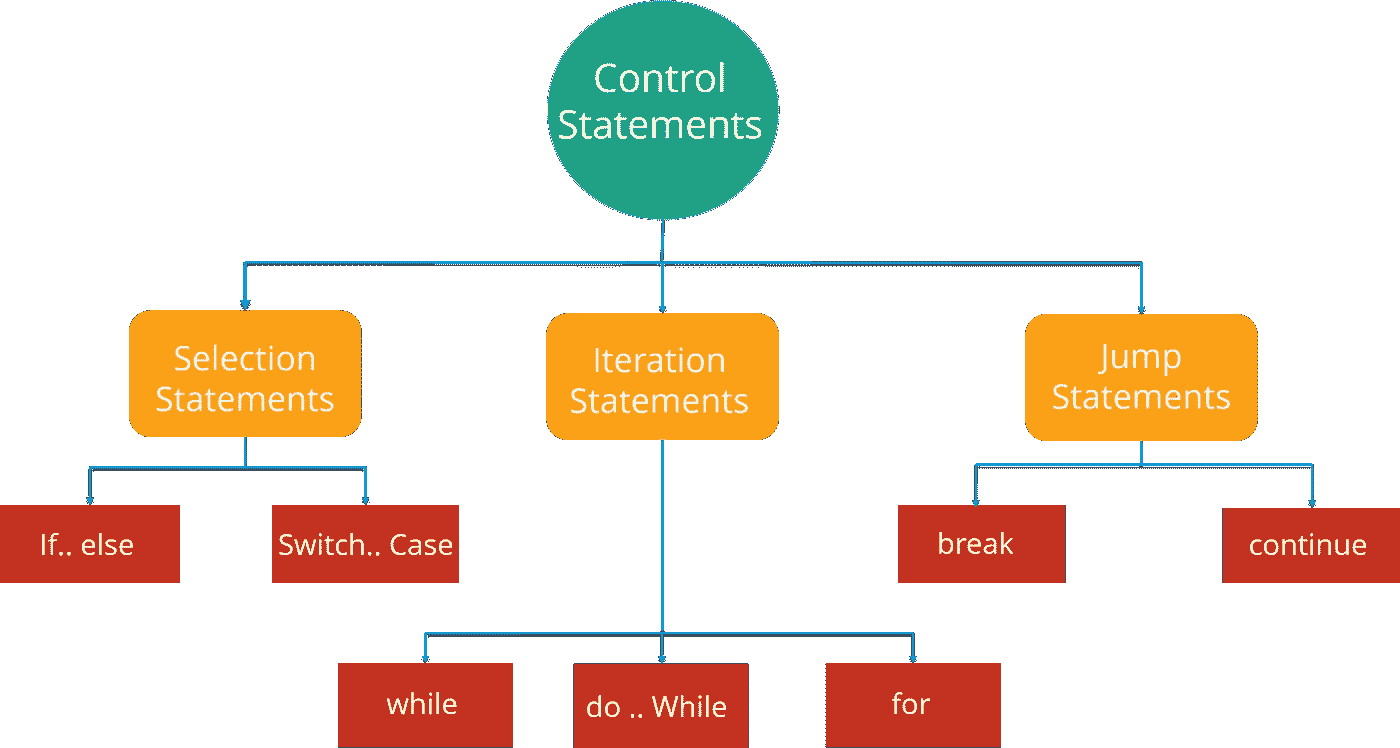 Control
Statements
Selection
Statements
Iteration
Statements
Jump
Statements
If.. else
Switch.. Case
break
continue
while
do .. While
for